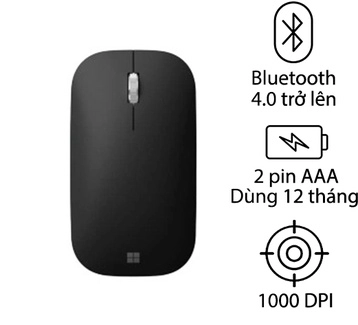 Bluetooth
4.0 trở lên
2 pin AAA
Dùng 12 tháng
1000 DPI